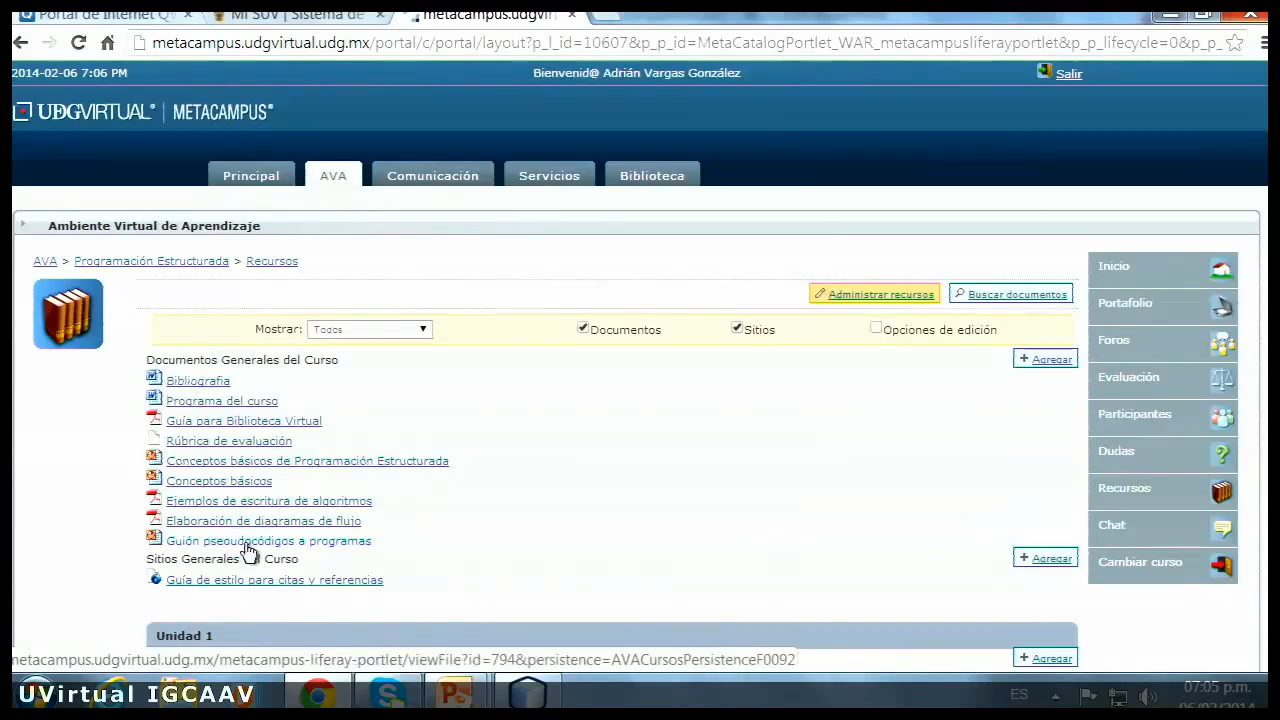 Portal de Internet
Mi SUV | Sistema de
metacampus.udgvirt
metacampus.udgvirtual.udg.mx/portal/c/portal/layout?p_l_id=10607&p_p_id=MetaCatalogPortlet_WAR_metacampusliferayportlet&p_p_lifecycle=0&p_p_
2014-02-06 7:06 PM
Bienvenid@ Adrián Vargas González
Salir
UDGVIRTUAL® | METACAMPUS®
Principal
AVA
Comunicación
Servicios
Biblioteca
Ambiente Virtual de Aprendizaje
AVA > Programación Estructurada > Recursos
Administrar recursos
Buscar documentos
Mostrar: Todos
Documentos
Sitios
Opciones de edición
Documentos Generales del Curso
+ Agregar
Bibliografia
Programa del curso
Guía para Biblioteca Virtual
Rúbrica de evaluación
Conceptos básicos de Programación Estructurada
Conceptos básicos
Ejemplos de escritura de algoritmos
Elaboración de diagramas de flujo
Guión pseudocódigos a programas
Sitios Generales Curso
+ Agregar
Guía de estilo para citas y referencias
Unidad 1
+ Agregar
Inicio
Portafolio
Foros
Evaluación
Participantes
Dudas
Recursos
Chat
Cambiar curso
metacampus.udgvirtual.udg.mx/metacampus-liferay-portlet/viewFile?id=794&persistence=AVACursosPersistenceF0092
UVirtual IGCAAV
ES
07:05 p.m.
06/02/2014